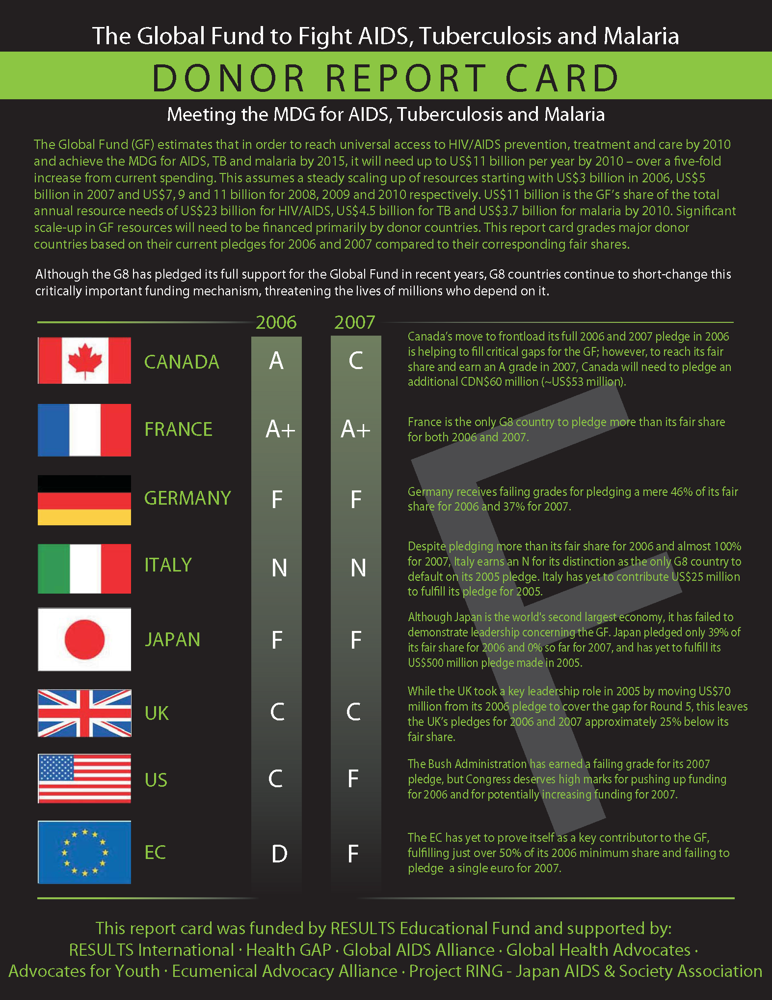 The Global Fund to Fight AIDS, Tuberculosis and Malaria
DONOR REPORT CARD
Meeting the MDG for AIDS, Tuberculosis and Malaria
The Global Fund (GF) estimates that in order to reach universal access to HIV/AIDS prevention, treatment and care by 2010
and achieve the MDG for AIDS, TB and malaria by 2015, it will need up to US$11 billion per year by 2010 – over a five-fold
increase from current spending. This assumes a steady scaling up of resources starting with US$3 billion in 2006, US$5
billion in 2007 and US$7, 9 and 11 billion for 2008, 2009 and 2010 respectively. US$11 billion is the GF's share of the total
annual resource needs of US$23 billion for HIV/AIDS, US$4.5 billion for TB and US$3.7 billion for malaria by 2010. Significant
scale-up in GF resources will need to be financed primarily by donor countries. This report card grades major donor
countries based on their current pledges for 2006 and 2007 compared to their corresponding fair shares.
Although the G8 has pledged its full support for the Global Fund in recent years, G8 countries continue to short-change this
critically important funding mechanism, threatening the lives of millions who depend on it.
2006 2007
CANADA A C
Canada's move to frontload its full 2006 and 2007 pledge in 2006
is helping to fill critical gaps for the GF; however, to reach its fair
share and earn an A grade in 2007, Canada will need to pledge an
additional CDN$60 million (~US$53 million).
FRANCE A+ A+
France is the only G8 country to pledge more than its fair share
for both 2006 and 2007.
GERMANY F F
Germany receives failing grades for pledging a mere 46% of its fair
share for 2006 and 37% for 2007.
ITALY N N
Despite pledging more than its fair share for 2006 and almost 100%
for 2007, Italy earns an N for its distinction as the only G8 country to
default on its 2005 pledge. Italy has yet to contribute US$25 million
to fulfill its pledge for 2005.
JAPAN F F
Although Japan is the world's second largest economy, it has failed to
demonstrate leadership concerning the GF. Japan pledged only 39% of
its fair share for 2006 and 0% so far for 2007, and has yet to fulfill its
US$500 million pledge made in 2005.
UK C C
While the UK took a key leadership role in 2005 by moving US$70
million from its 2006 pledge to cover the gap for Round 5, this leaves
the UK's pledges for 2006 and 2007 approximately 25% below its
fair share.
US C F
The Bush Administration has earned a failing grade for its 2007
pledge, but Congress deserves high marks for pushing up funding
for 2006 and for potentially increasing funding for 2007.
EC D F
The EC has yet to prove itself as a key contributor to the GF,
fulfilling just over 50% of its 2006 minimum share and failing to
pledge a single euro for 2007.
F
This report card was funded by RESULTS Educational Fund and supported by:
RESULTS International · Health GAP · Global AIDS Alliance · Global Health Advocates ·
Advocates for Youth · Ecumenical Advocacy Alliance · Project RING - Japan AIDS & Society Association